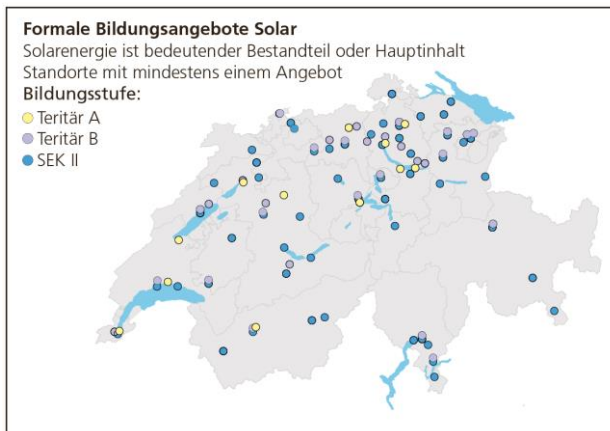 Formale Bildungsangebote Solar
Solarenergie ist bedeutender Bestandteil oder Hauptinhalt
Standorte mit mindestens einem Angebot
Bildungsstufe:
Teritär A
Teritär B
SEK II